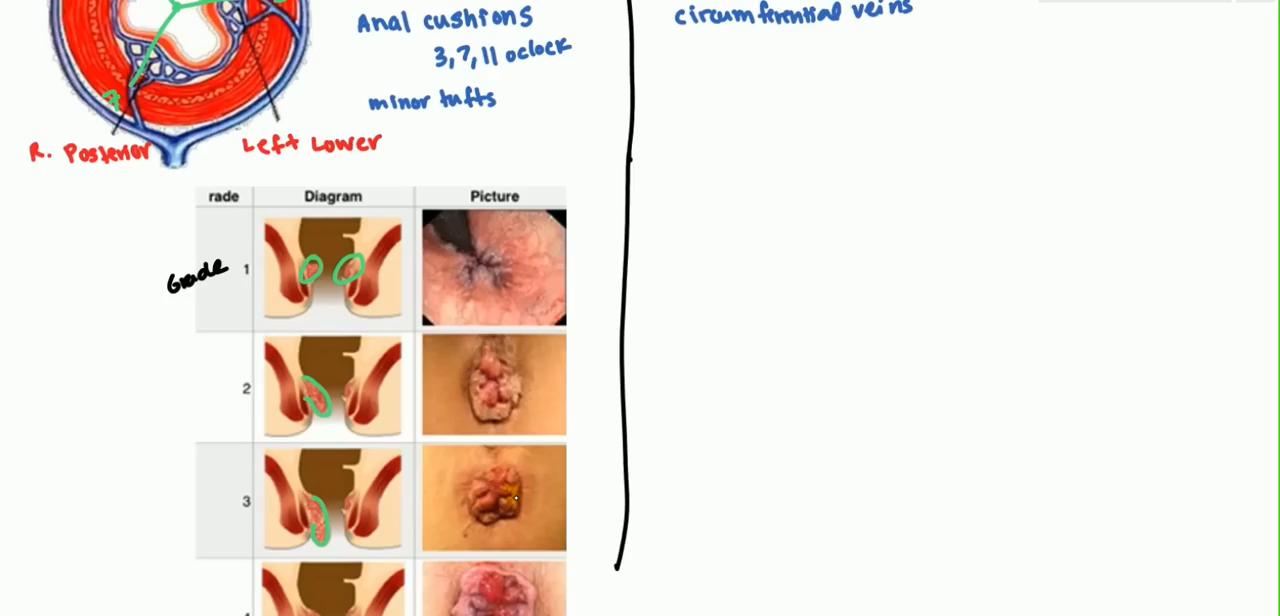 Anal cushions
3, 7, 11 oclock
minor tufts
R. Posterior
Left Lower
7
circumferential veins
rade Diagram Picture
Grade 1
2
3